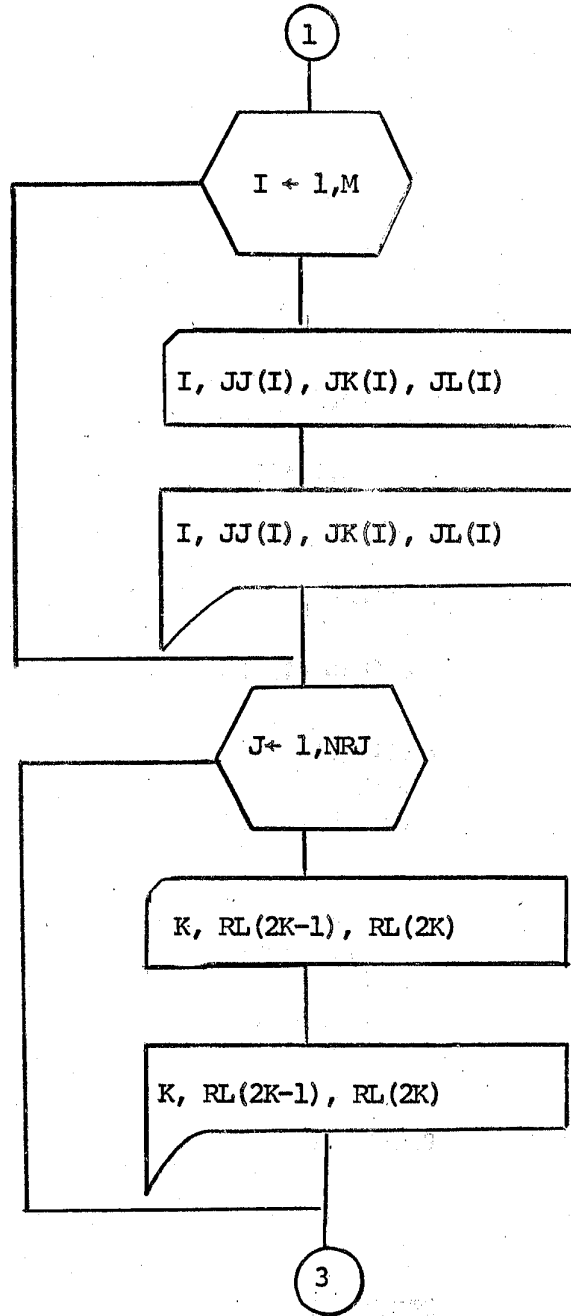 1
I ← 1,M
I, JJ(I), JK(I), JL(I)
I, JJ(I), JK(I), JL(I)
J← 1,NRJ
K, RL(2K-1), RL(2K)
K, RL(2K-1), RL(2K)
3